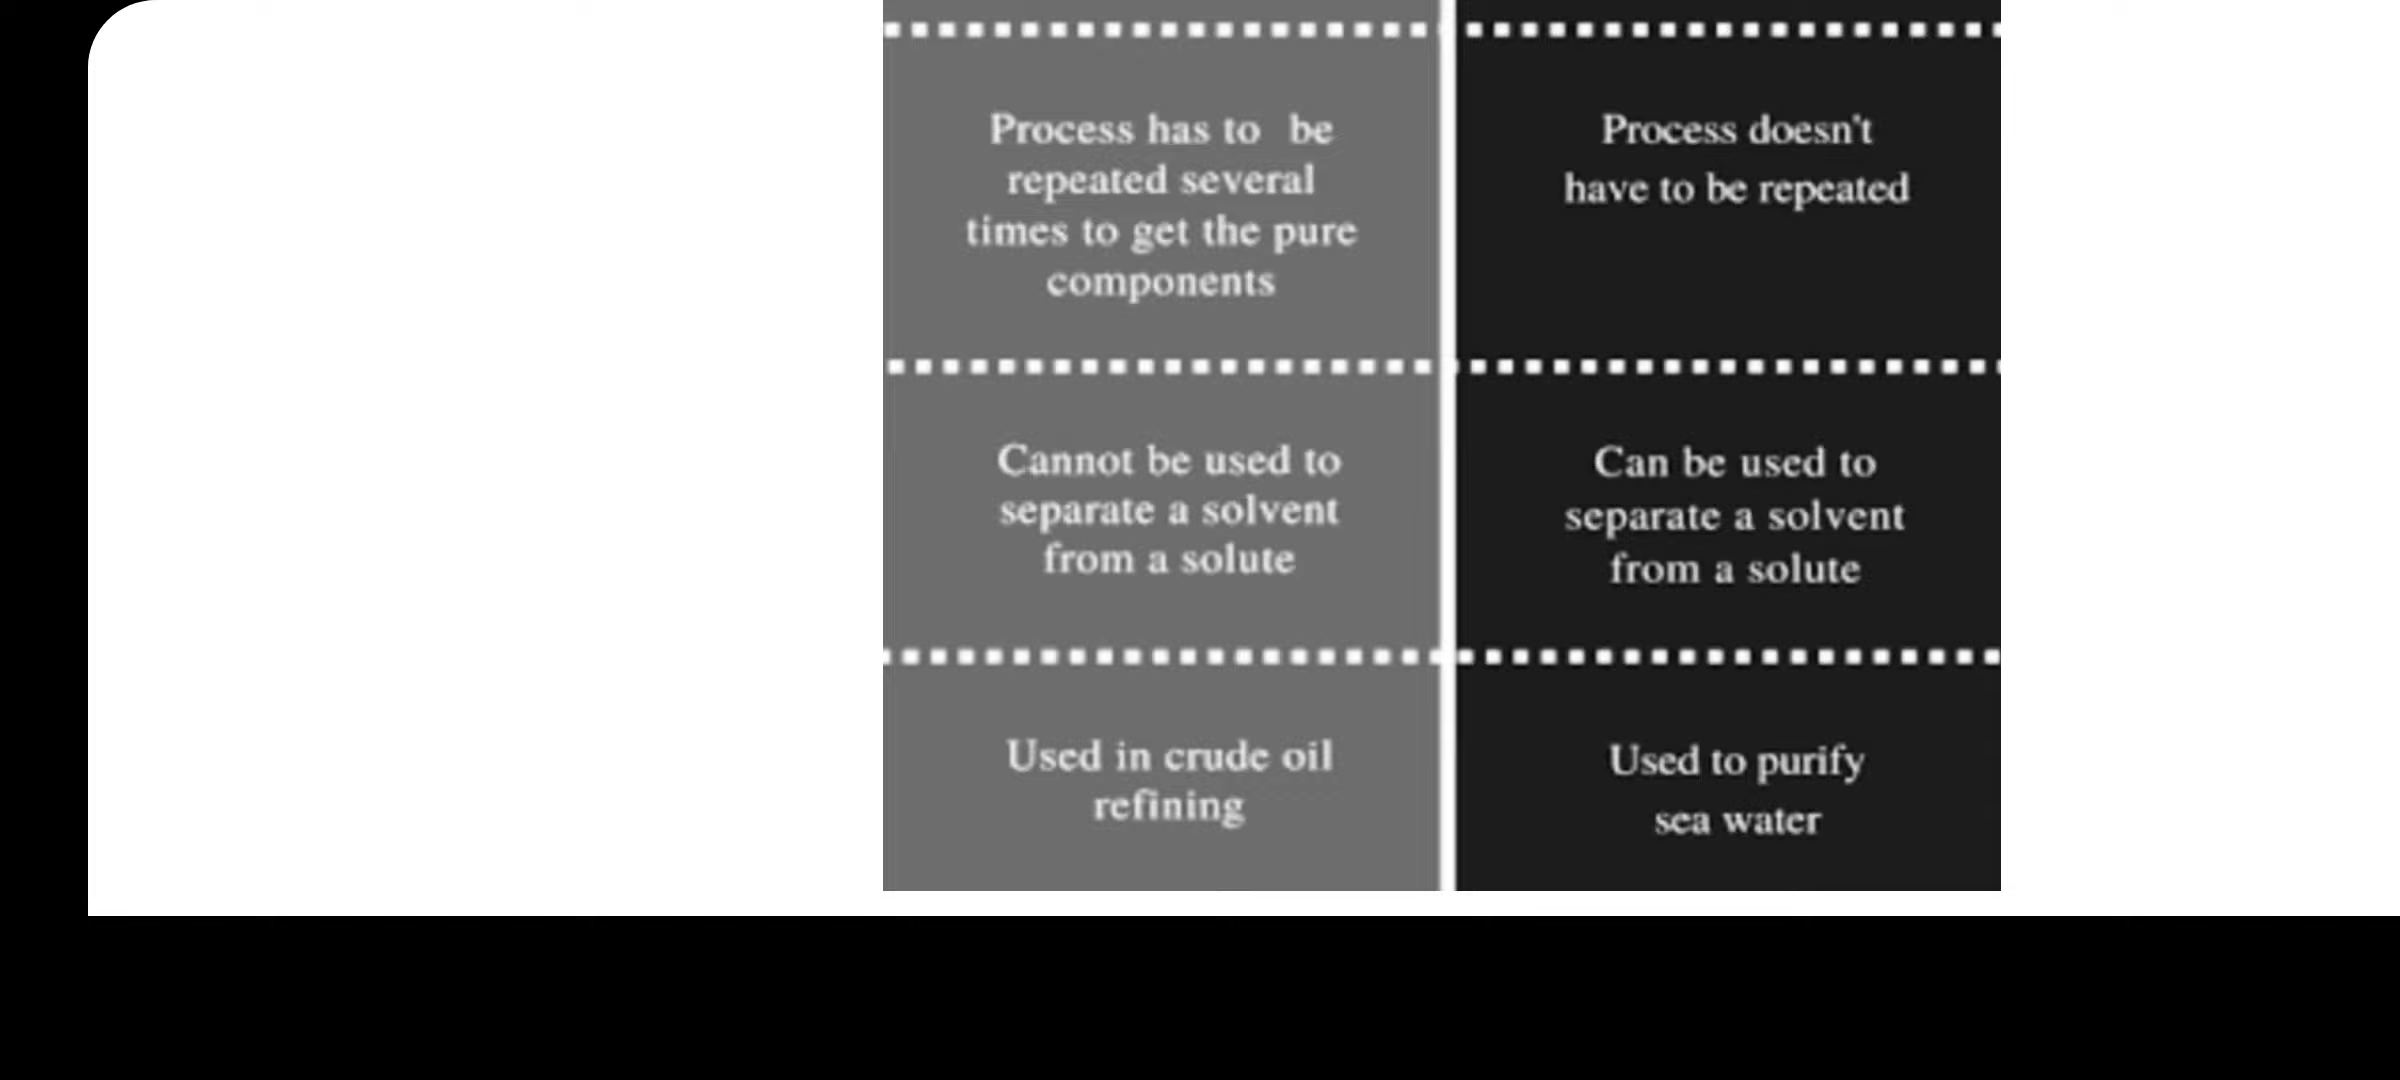 Process has to be
repeated several
times to get the pure
components
Process doesn't
have to be repeated
Cannot be used to
separate a solvent
from a solute
Can be used to
separate a solvent
from a solute
Used in crude oil
refining
Used to purify
sea water